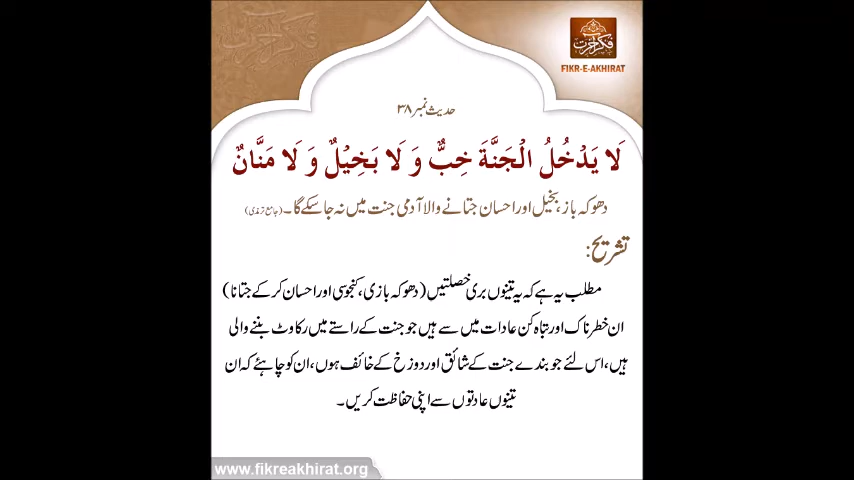 فکر آخرت
FIKR-E-AKHIRAT
حدیث نمبر ۳۸
لَا يَدْخُلُ الْجَنَّةَ خِبٌّ وَ لَا بَخِيْلٌ وَ لَا مَنَّانٌ
دھوکہ باز، بخیل اور احسان جتانے والا آدمی جنت میں نہ جا سکے گا۔ (جامع ترمذی)
تشریح:
مطلب یہ ہے کہ یہ تینوں بری خصلتیں (دھوکہ بازی، کنجوسی اور احسان کر کے جتانا)
ان خطرناک اور تباہ کن عادات میں سے ہیں جو جنت کے راستے میں رکاوٹ بننے والی
ہیں، اس لئے جو بندے جنت کے شائق اور دوزخ کے خائف ہوں، ان کو چاہئے کہ ان
تینوں عادتوں سے اپنی حفاظت کریں۔
www.fikreakhirat.org